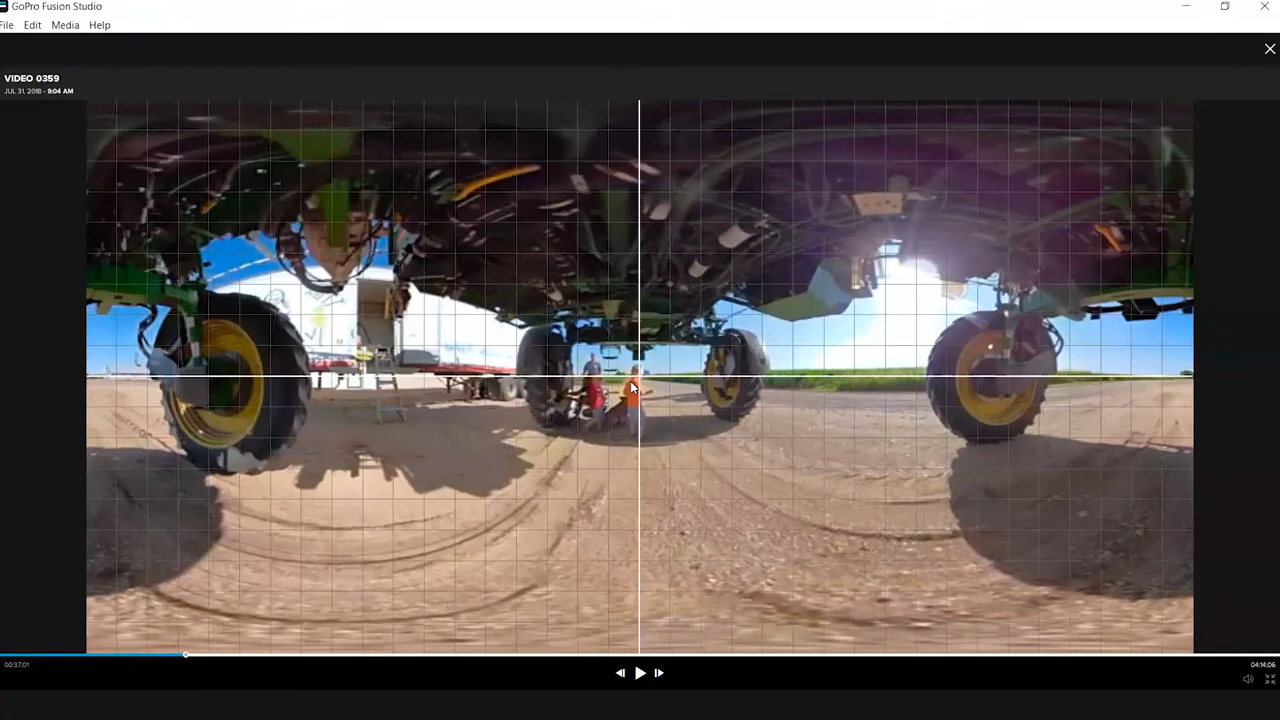 GoPro Fusion Studio
File Edit Media Help
VIDEO 0359
JUL 31, 2018 - 9:04 AM
00:37;01
04:14;06